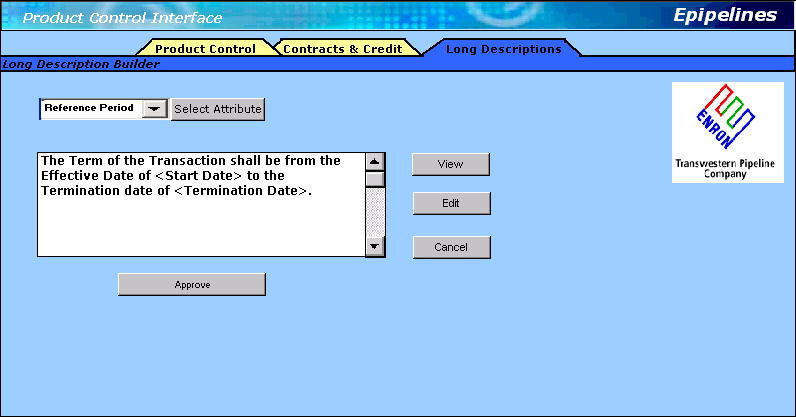 Product Control Interface
Epipelines
Product Control
Contracts & Credit
Long Descriptions
Long Description Builder
Reference Period
Select Attribute
ENRON
Transwestern Pipeline
Company
The Term of the Transaction shall be from the
Effective Date of <Start Date> to the
Termination date of <Termination Date>.
View
Edit
Cancel
Approve